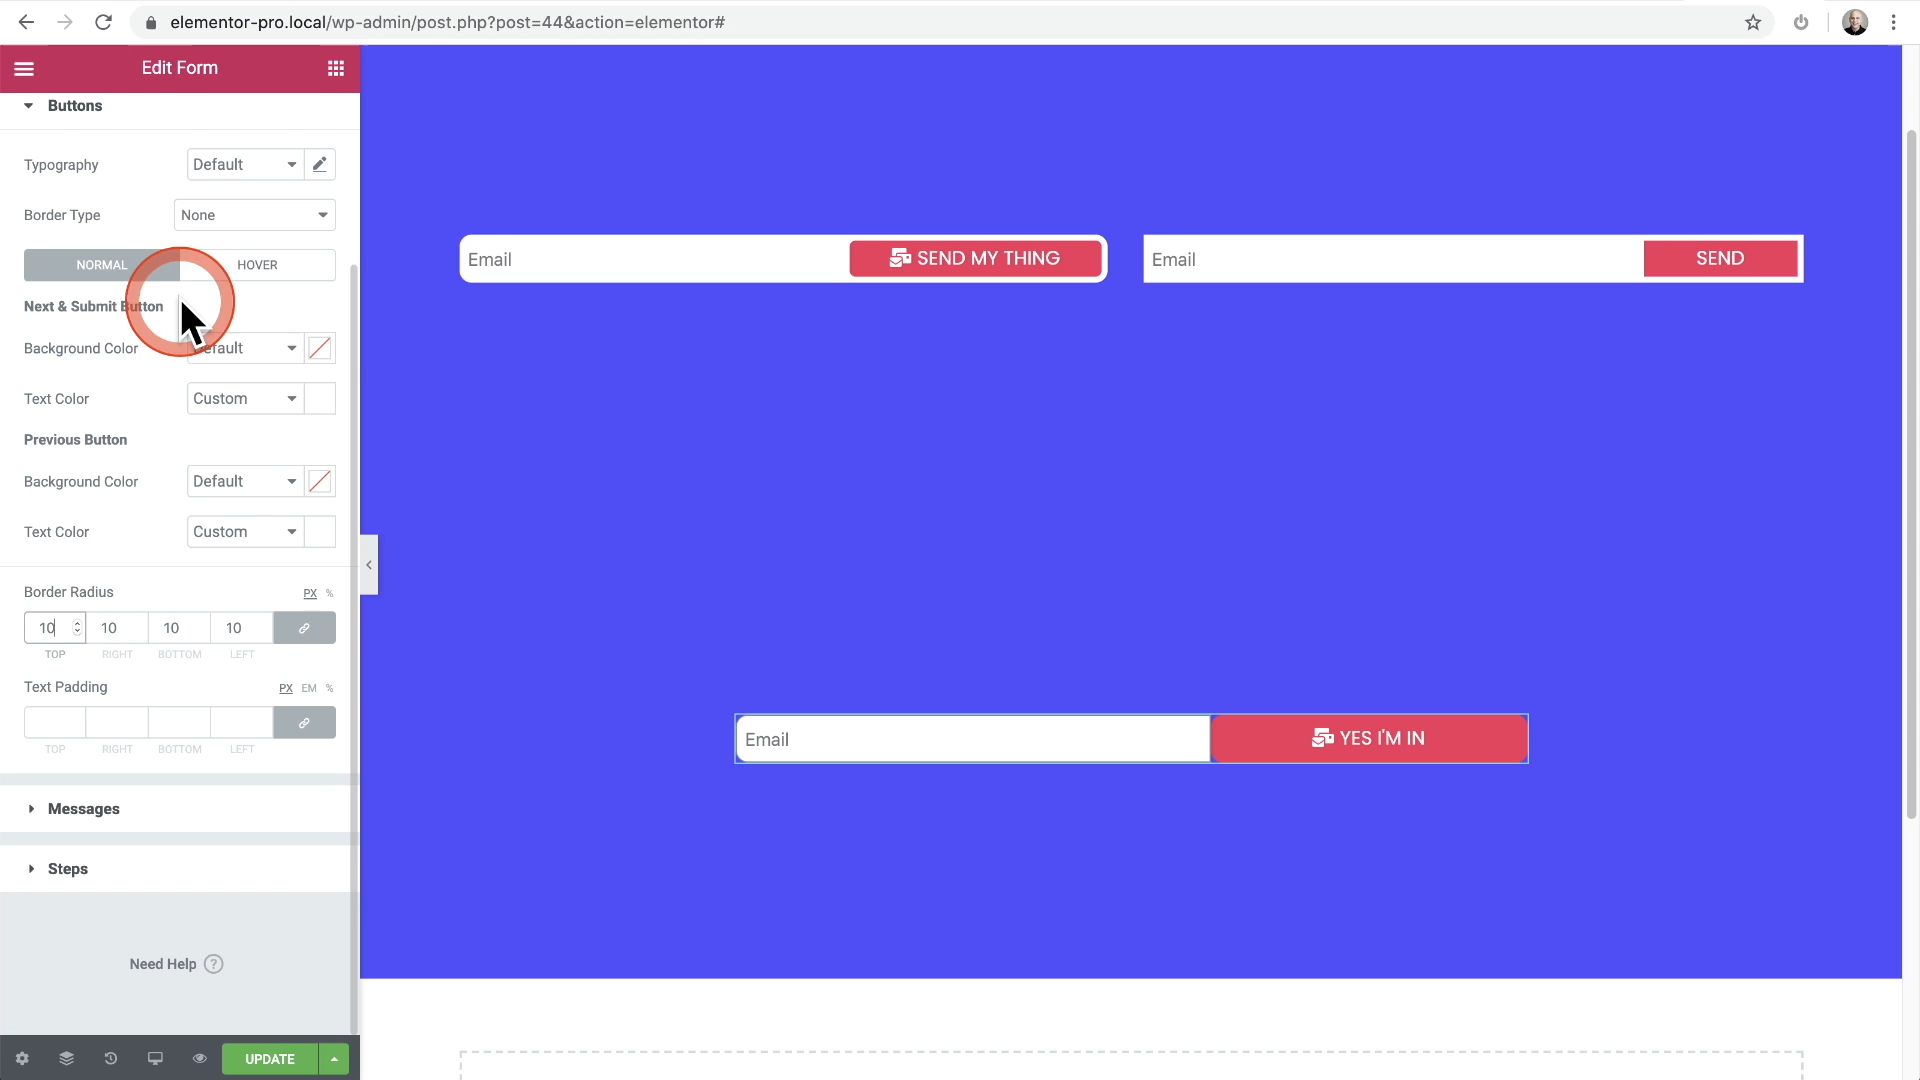 elementor-pro.local/wp-admin/post.php?post=44&action=elementor#
Edit Form
Buttons
Typography
Default
Border Type
None
NORMAL
HOVER
Next & Submit Button
Background Color
Default
Text Color
Custom
Previous Button
Background Color
Default
Text Color
Custom
Border Radius
PX %
10 10 10 10
TOP RIGHT BOTTOM LEFT
Text Padding
PX EM %
TOP RIGHT BOTTOM LEFT
Messages
Steps
Need Help ?
UPDATE
Email
SEND MY THING
Email
SEND
Email
YES I'M IN